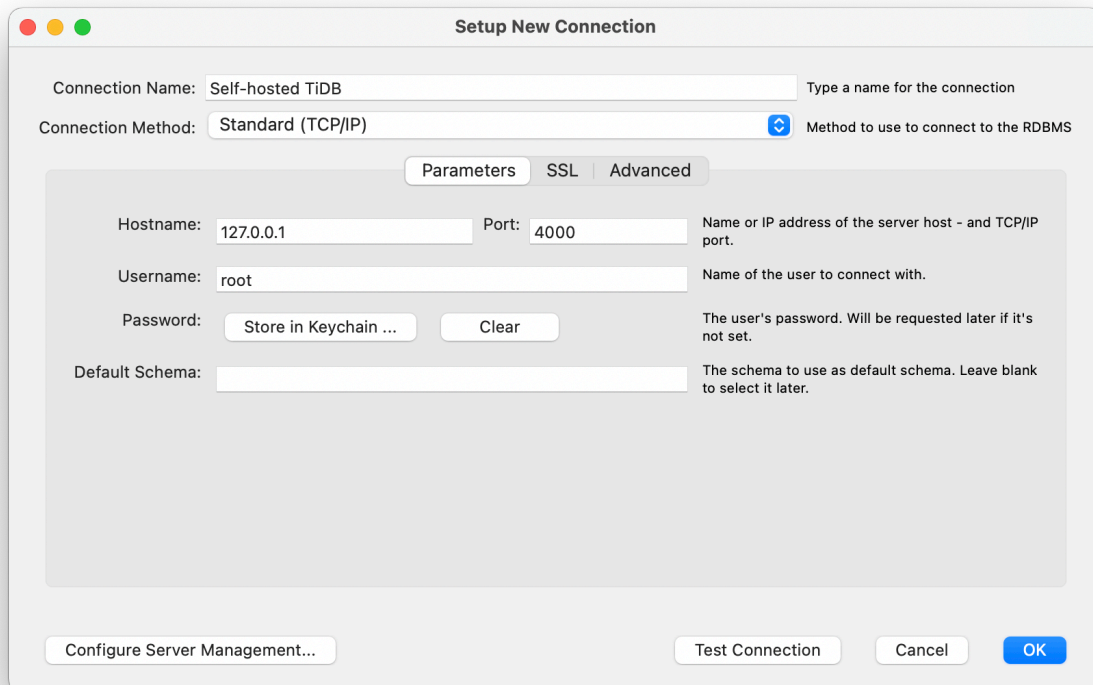 Setup New Connection
Connection Name: Self-hosted TiDB Type a name for the connection
Connection Method: Standard (TCP/IP) Method to use to connect to the RDBMS
Parameters SSL Advanced
Hostname: 127.0.0.1 Port: 4000 Name or IP address of the server host - and TCP/IP
port.
Username: root Name of the user to connect with.
Password: Store in Keychain ... Clear The user's password. Will be requested later if it's
not set.
Default Schema: The schema to use as default schema. Leave blank
to select it later.
Configure Server Management... Test Connection Cancel OK